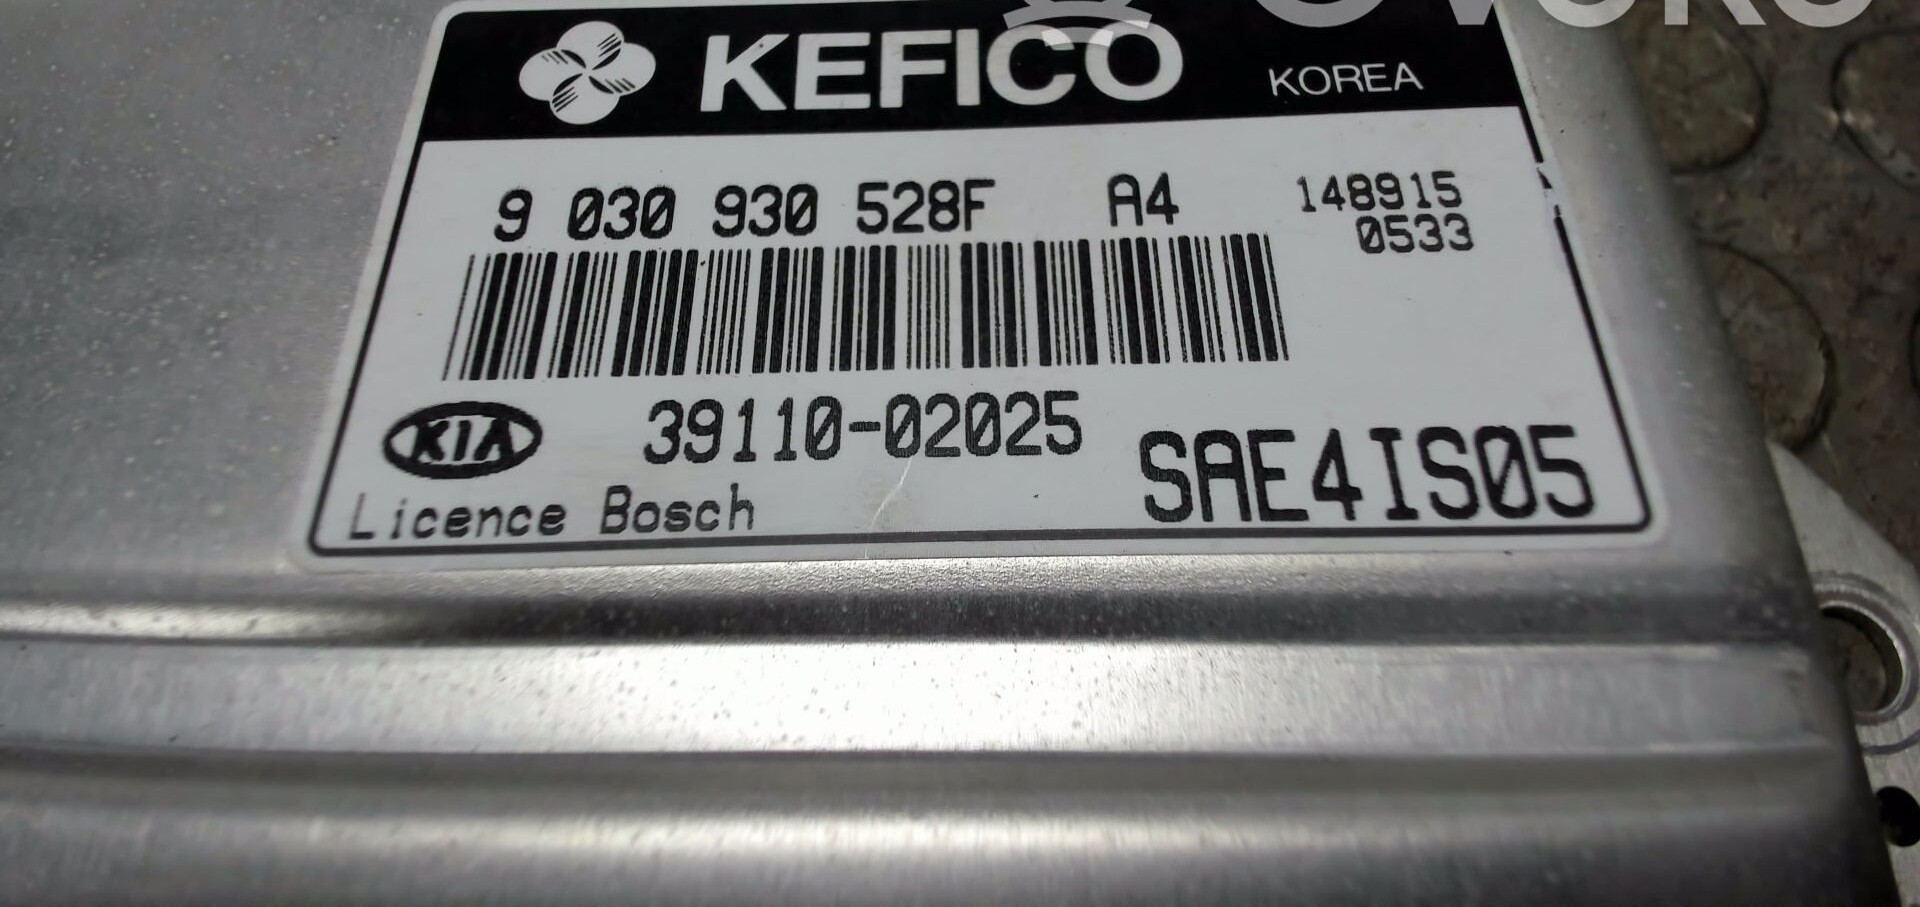 KEFICO KOREA
9 030 930 528F A4 148915
0533
KIA 39110-02025 SAE4IS05
Licence Bosch